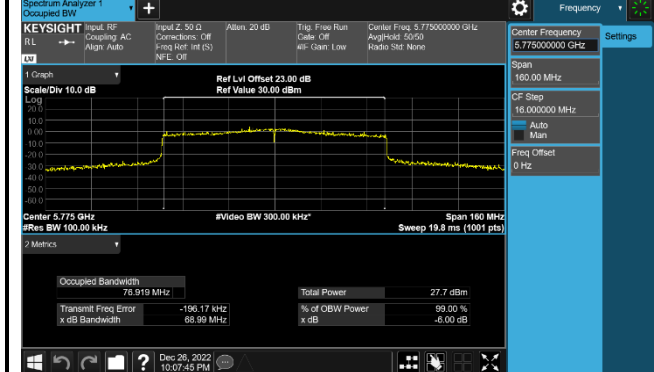 Spectrum Analyzer 1
Occupied BW
+
Frequency
KEYSIGHT
RL
LXI
Input: RF
Coupling: AC
Align: Auto
Input Z: 50 Ω
Corrections: Off
Freq Ref: Int (S)
NFE: Off
Atten: 20 dB
Trig: Free Run
Gate: Off
#IF Gain: Low
Center Freq: 5.775000000 GHz
Avg|Hold: 50/50
Radio Std: None
Center Frequency
5.775000000 GHz
Settings
Span
160.00 MHz
CF Step
16.000000 MHz
Auto
Man
Freq Offset
0 Hz
1 Graph
Scale/Div 10.0 dB
Ref Lvl Offset 23.00 dB
Ref Value 30.00 dBm
Log
20.0
10.0
0.00
-10.0
-20.0
-30.0
-40.0
-50.0
-60.0
Center 5.775 GHz
#Res BW 100.00 kHz
#Video BW 300.00 kHz*
Span 160 MHz
Sweep 19.8 ms (1001 pts)
2 Metrics
Occupied Bandwidth
76.919 MHz
Total Power 27.7 dBm
Transmit Freq Error -196.17 kHz
% of OBW Power 99.00 %
x dB Bandwidth 68.99 MHz
x dB -6.00 dB
?
Dec 26, 2022
10:07:45 PM